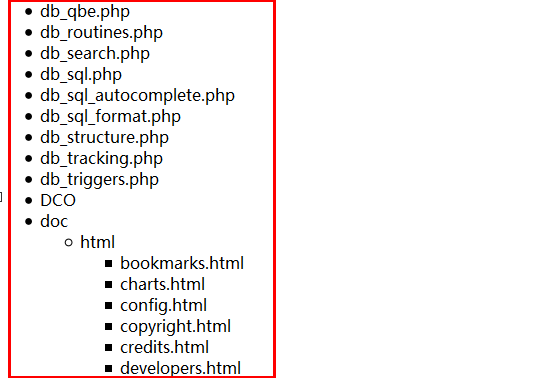 db_qbe.php
db_routines.php
db_search.php
db_sql.php
db_sql_autocomplete.php
db_sql_format.php
db_structure.php
db_tracking.php
db_triggers.php
DCO
doc
html
bookmarks.html
charts.html
config.html
copyright.html
credits.html
developers.html